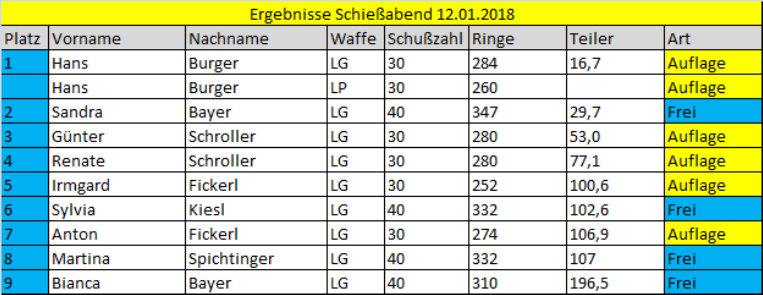 Ergebnisse Schießabend 12.01.2018
Platz Vorname Nachname Waffe Schußzahl Ringe Teiler Art
1 Hans Burger LG 30 284 16,7 Auflage
Hans Burger LP 30 260 Auflage
2 Sandra Bayer LG 40 347 29,7 Frei
3 Günter Schroller LG 30 280 53,0 Auflage
4 Renate Schroller LG 30 280 77,1 Auflage
5 Irmgard Fickerl LG 30 252 100,6 Auflage
6 Sylvia Kiesl LG 40 332 102,6 Frei
7 Anton Fickerl LG 30 274 106,9 Auflage
8 Martina Spichtinger LG 40 332 107 Frei
9 Bianca Bayer LG 40 310 196,5 Frei